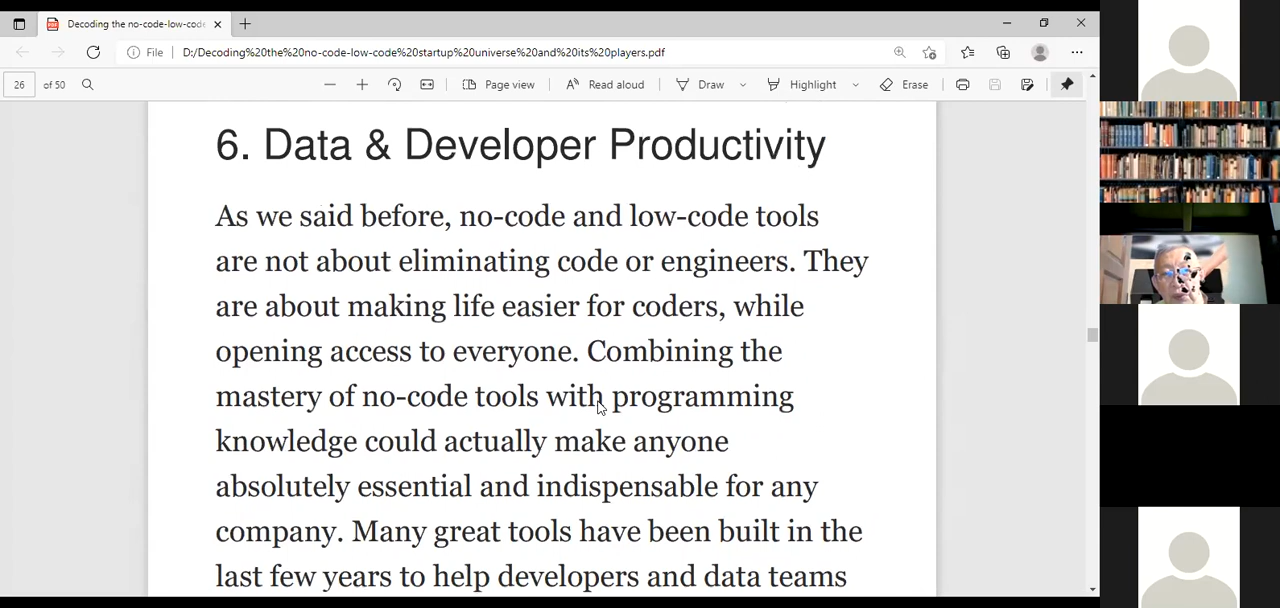 Decoding the no-code-low-code
File
D:/Decoding%20the%20no-code-low-code%20startup%20universe%20and%20its%20players.pdf
26 of 50
Page view
Read aloud
Draw
Highlight
Erase
6. Data & Developer Productivity
As we said before, no-code and low-code tools
are not about eliminating code or engineers. They
are about making life easier for coders, while
opening access to everyone. Combining the
mastery of no-code tools with programming
knowledge could actually make anyone
absolutely essential and indispensable for any
company. Many great tools have been built in the
last few years to help developers and data teams